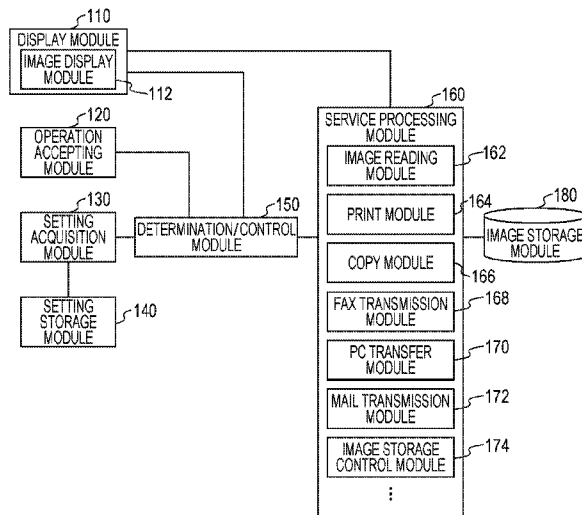 110
DISPLAY MODULE
IMAGE DISPLAY
MODULE
112
120
OPERATION
ACCEPTING
MODULE
130
SETTING
ACQUISITION
MODULE
SETTING
STORAGE
MODULE
140
150
DETERMINATION/CONTROL
MODULE
160
SERVICE PROCESSING
MODULE
IMAGE READING
MODULE
162
PRINT MODULE
164
COPY MODULE
166
FAX TRANSMISSION
MODULE
168
PC TRANSFER
MODULE
170
MAIL TRANSMISSION
MODULE
172
IMAGE STORAGE
CONTROL MODULE
174
⋮
180
IMAGE STORAGE
MODULE